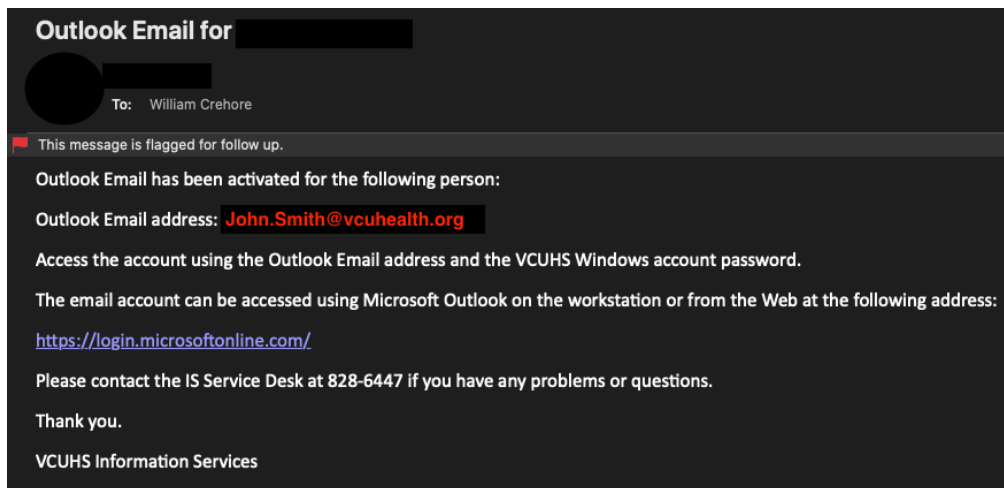 Outlook Email for
To: William Crehore
This message is flagged for follow up.
Outlook Email has been activated for the following person:
Outlook Email address: John.Smith@vcuhealth.org
Access the account using the Outlook Email address and the VCUHS Windows account password.
The email account can be accessed using Microsoft Outlook on the workstation or from the Web at the following address:
https://login.microsoftonline.com/
Please contact the IS Service Desk at 828-6447 if you have any problems or questions.
Thank you.
VCUHS Information Services